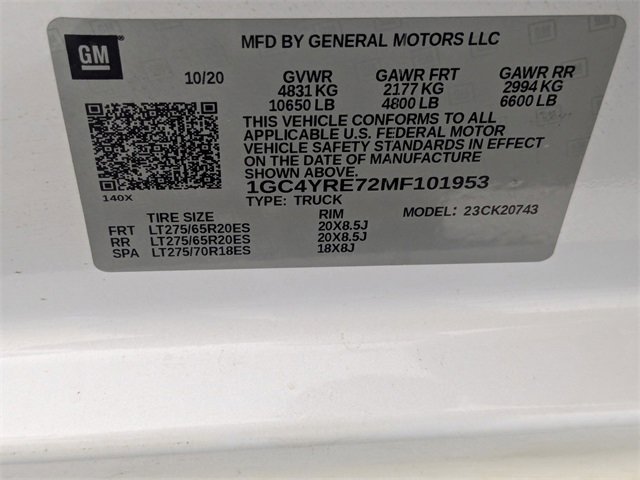 GM
MFD BY GENERAL MOTORS LLC
10/20 GVWR GAWR FRT GAWR RR
4831 KG 2177 KG 2994 KG
10650 LB 4800 LB 6600 LB
THIS VEHICLE CONFORMS TO ALL
APPLICABLE U.S. FEDERAL MOTOR
VEHICLE SAFETY STANDARDS IN EFFECT
ON THE DATE OF MANUFACTURE
SHOWN ABOVE.
140X
1GC4YRE72MF101953
TYPE: TRUCK MODEL: 23CK20743
TIRE SIZE RIM
FRT LT275/65R20ES 20X8.5J
RR LT275/65R20ES 20X8.5J
SPA LT275/70R18ES 18X8J